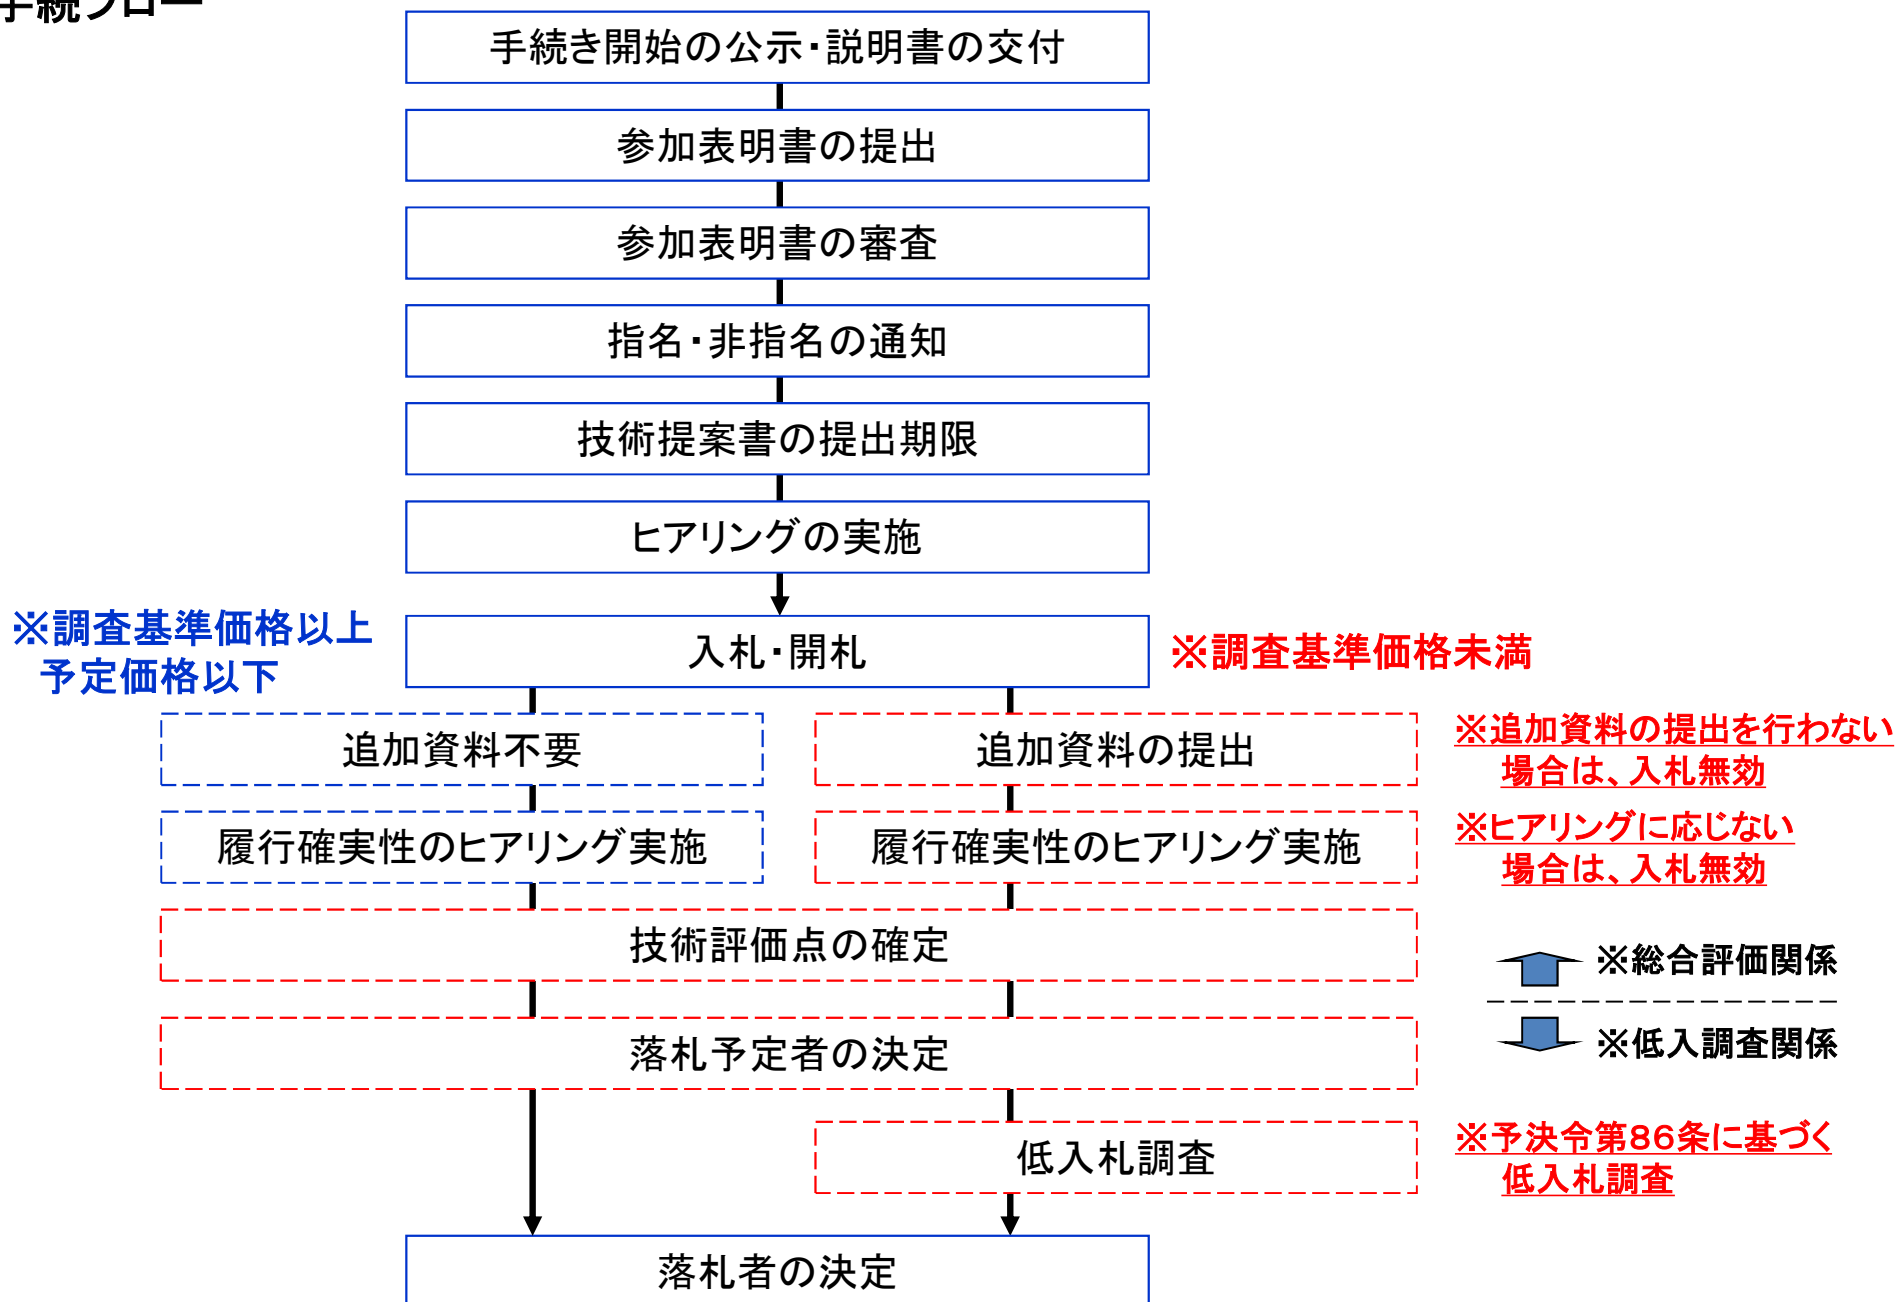 手続フロー
手続き開始の公示・説明書の交付
参加表明書の提出
参加表明書の審査
指名・非指名の通知
技術提案書の提出期限
ヒアリングの実施
※調査基準価格以上
予定価格以下
入札・開札
※調査基準価格未満
追加資料不要
追加資料の提出
※追加資料の提出を行わない
場合は、入札無効
履行確実性のヒアリング実施
履行確実性のヒアリング実施
※ヒアリングに応じない
場合は、入札無効
技術評価点の確定
※総合評価関係
落札予定者の決定
※低入調査関係
低入札調査
※予決令第86条に基づく
低入札調査
落札者の決定